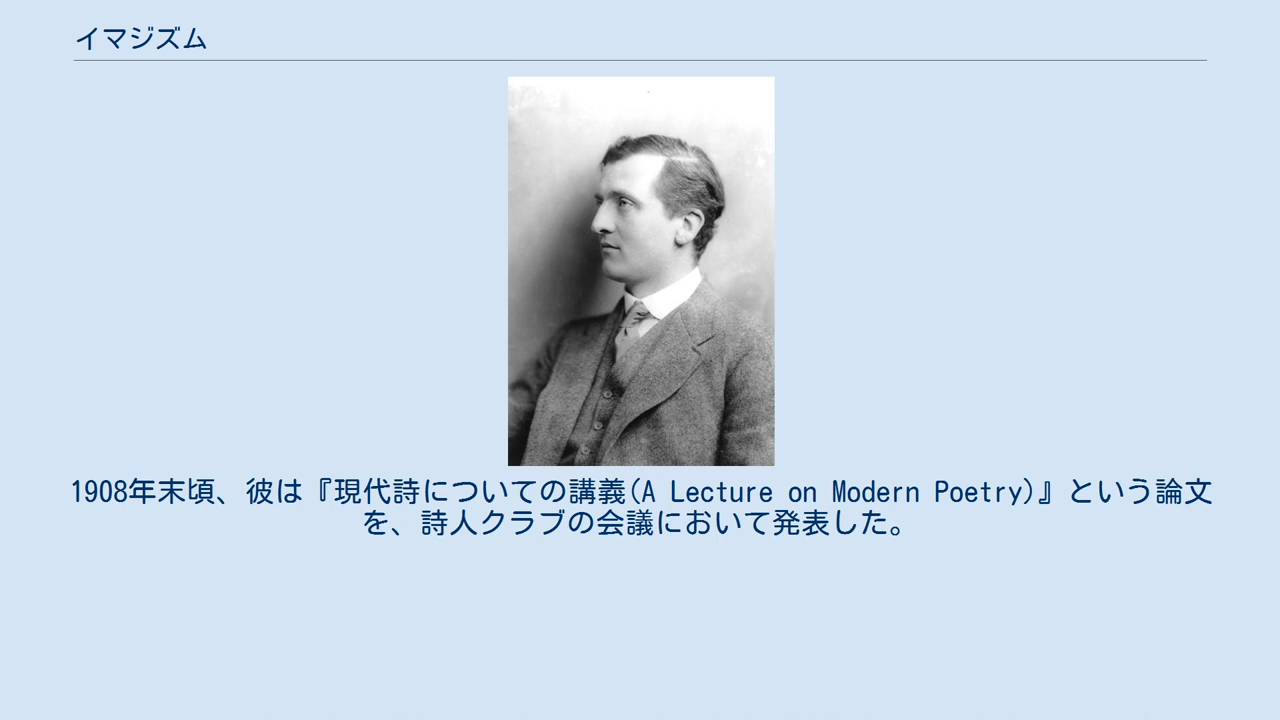 イマジズム
1908年末頃、彼は『現代詩についての講義(A Lecture on Modern Poetry)』という論文
を、詩人クラブの会議において発表した。